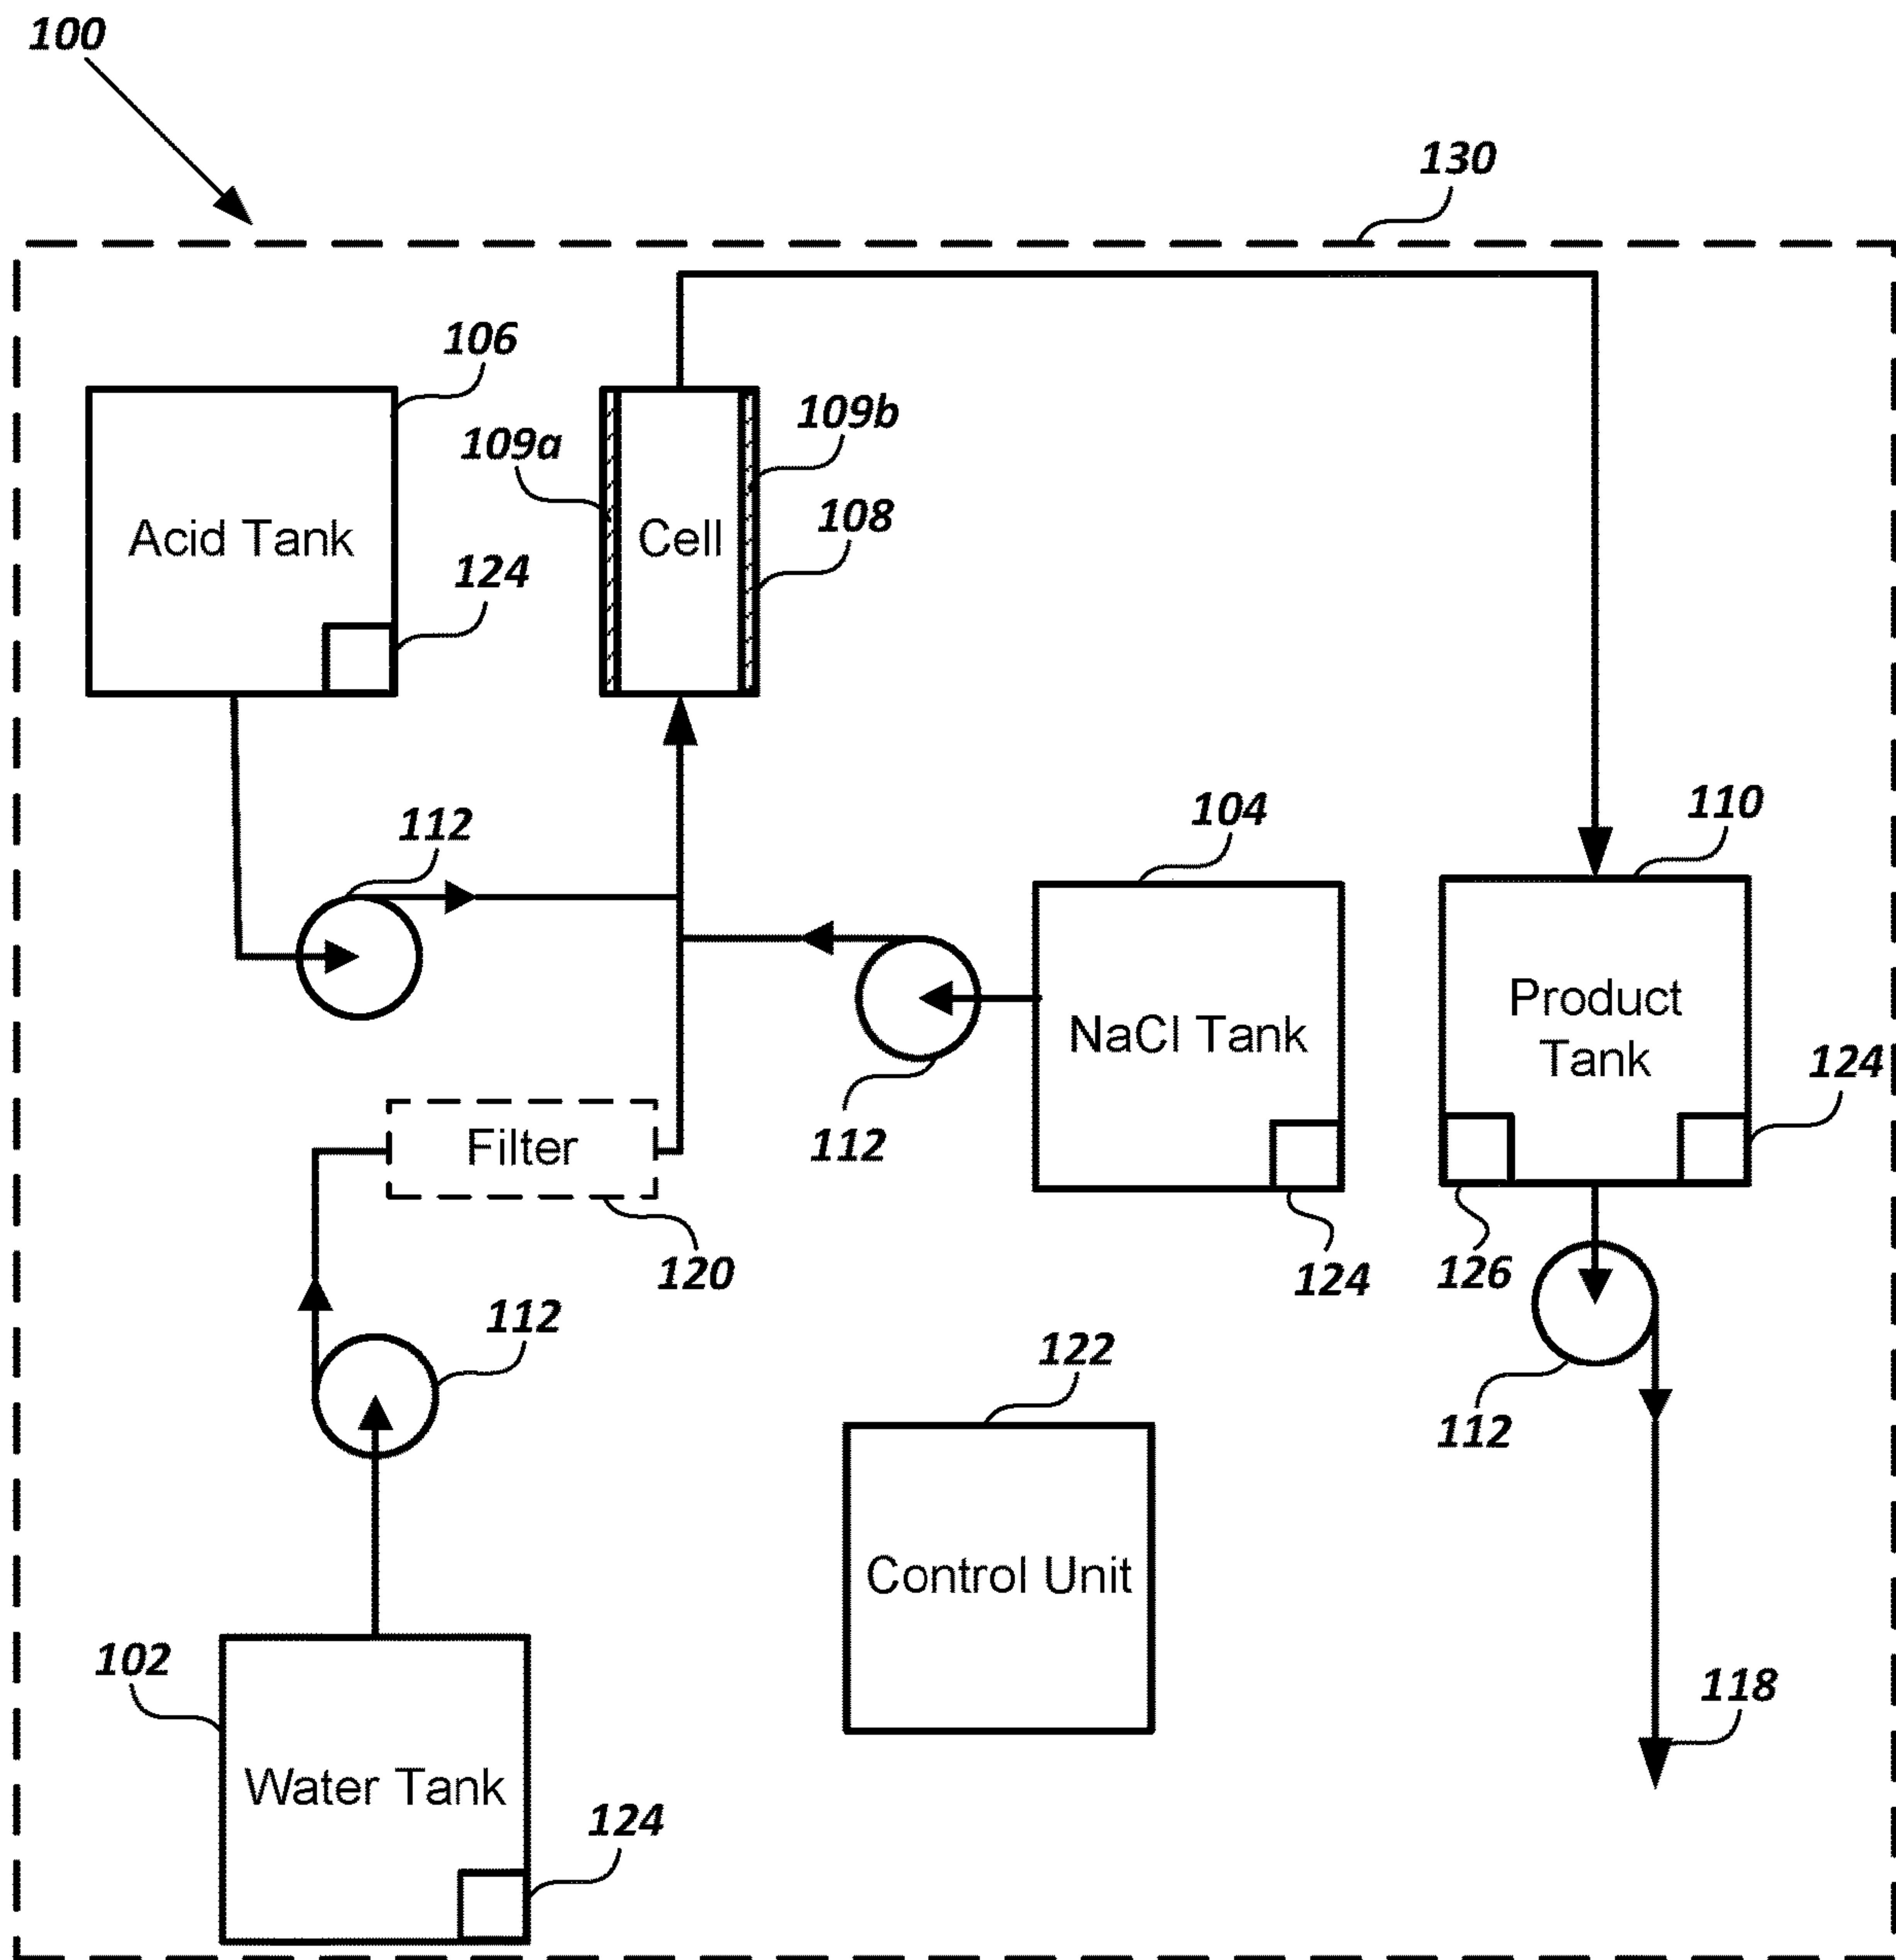 100
130
106
109a
109b
Acid Tank
Cell
108
124
112
104
110
NaCl Tank
Product
Tank
124
Filter
112
120
124
126
112
122
112
Control Unit
102
118
Water Tank
124